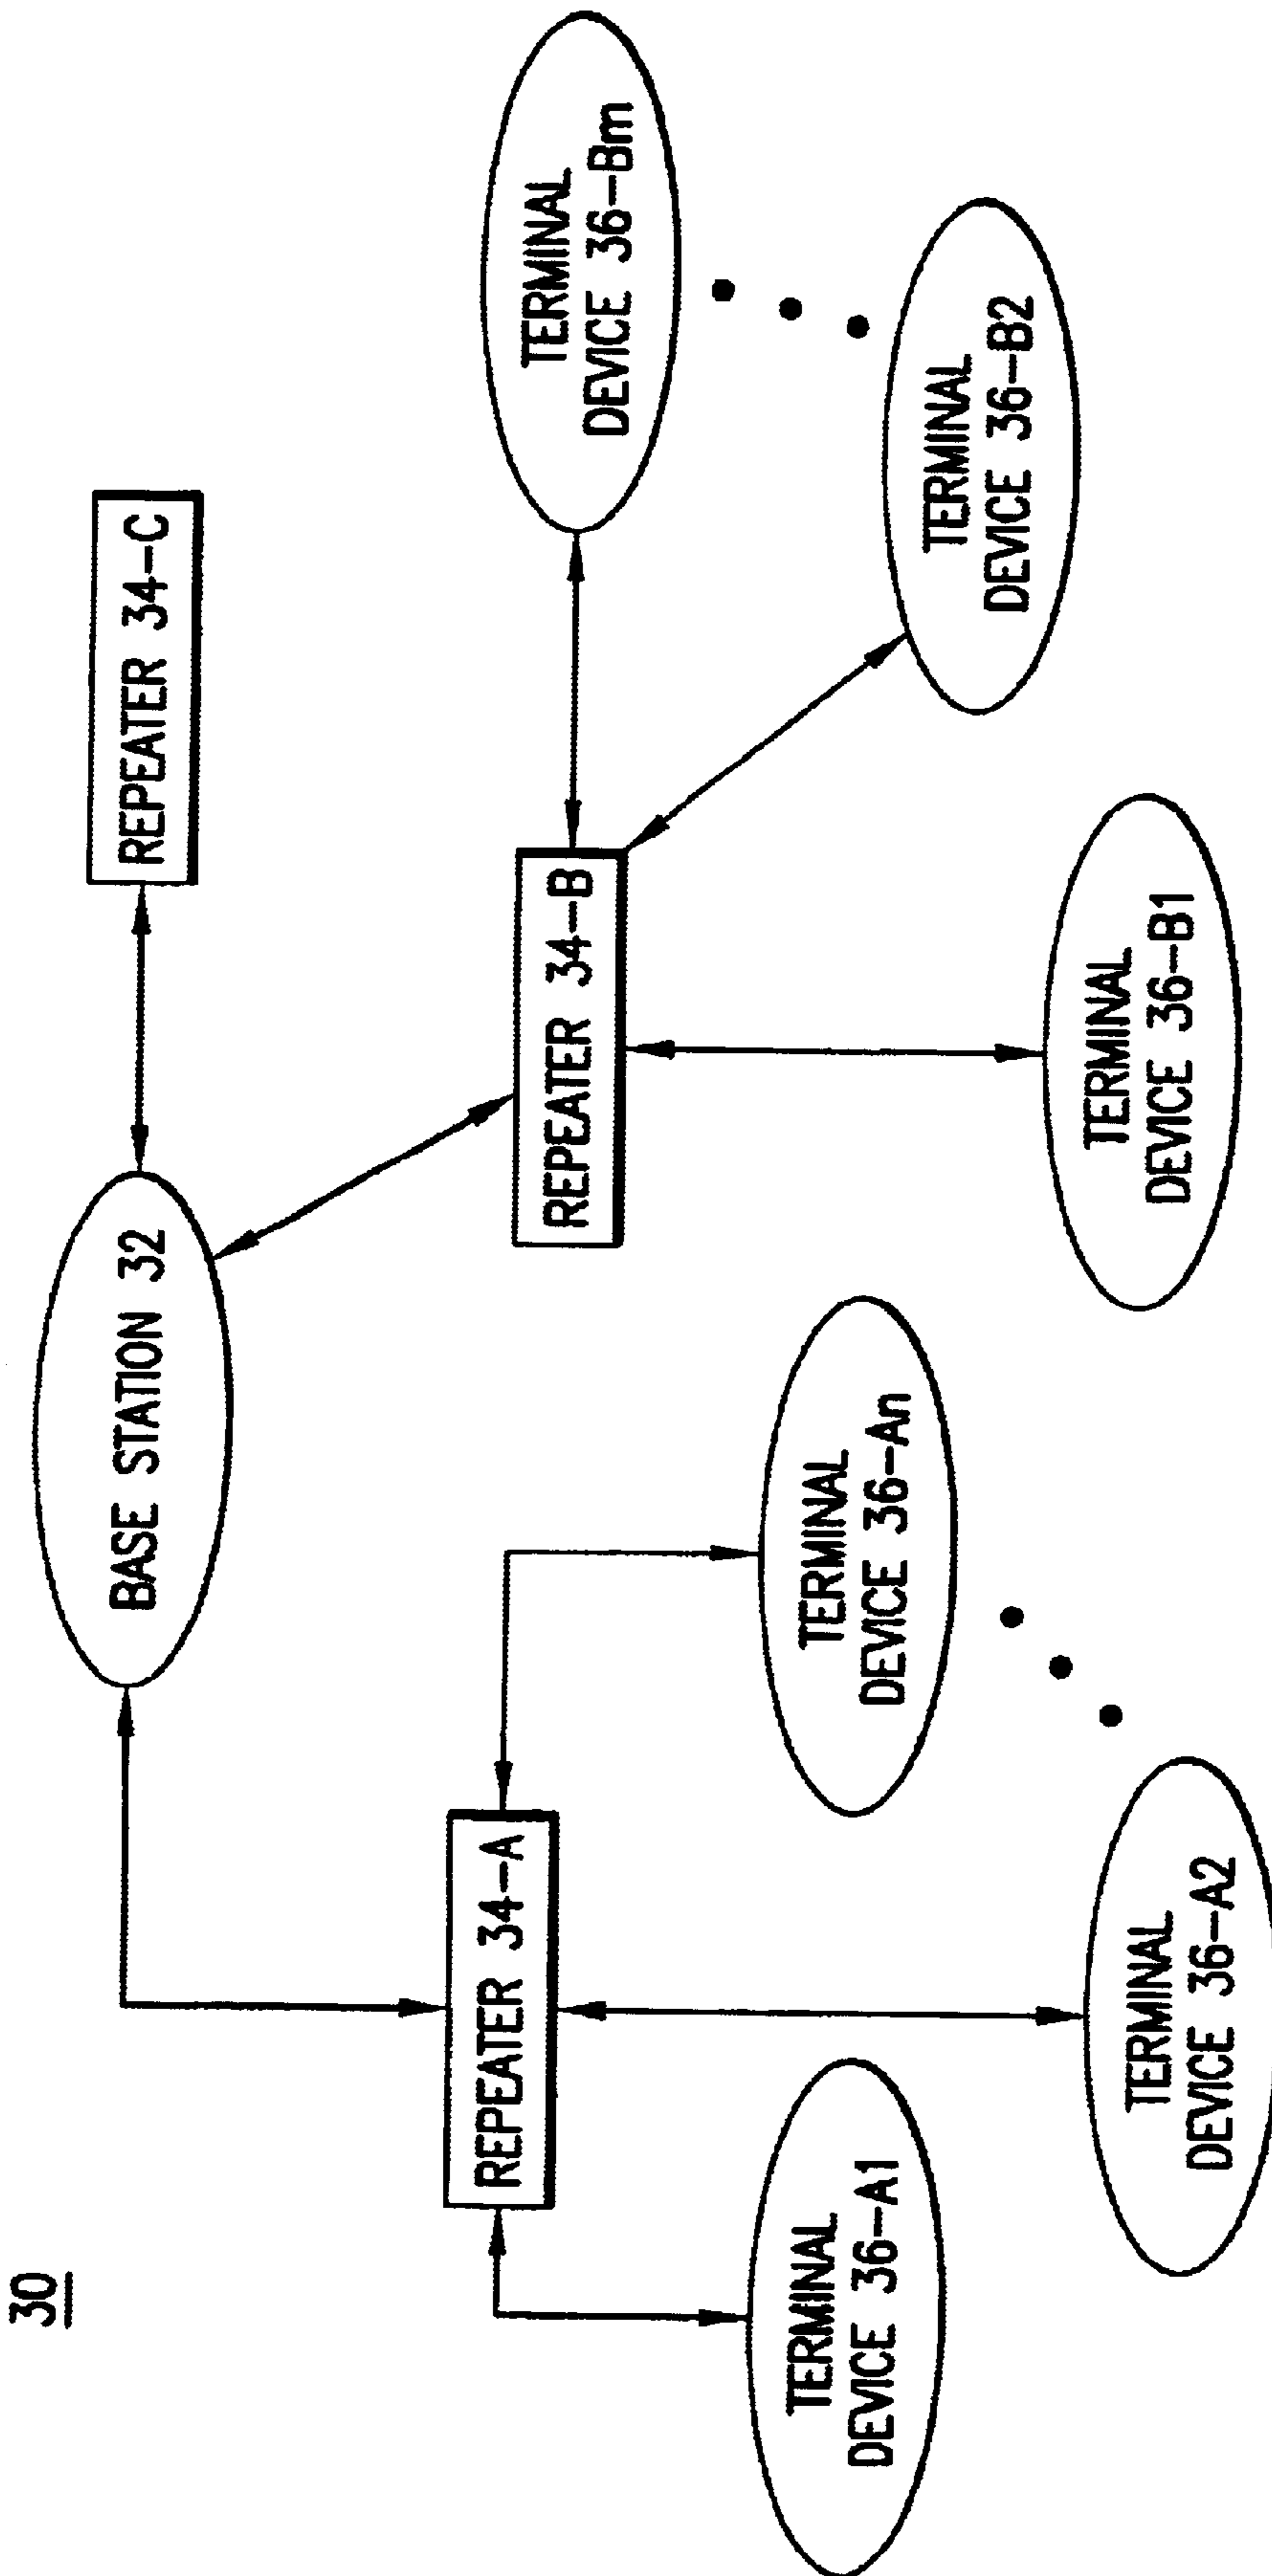 30
BASE STATION 32
REPEATER 34-C
REPEATER 34-A
REPEATER 34-B
TERMINAL
DEVICE 36-A1
TERMINAL
DEVICE 36-A2
TERMINAL
DEVICE 36-An
TERMINAL
DEVICE 36-B1
TERMINAL
DEVICE 36-B2
TERMINAL
DEVICE 36-Bm